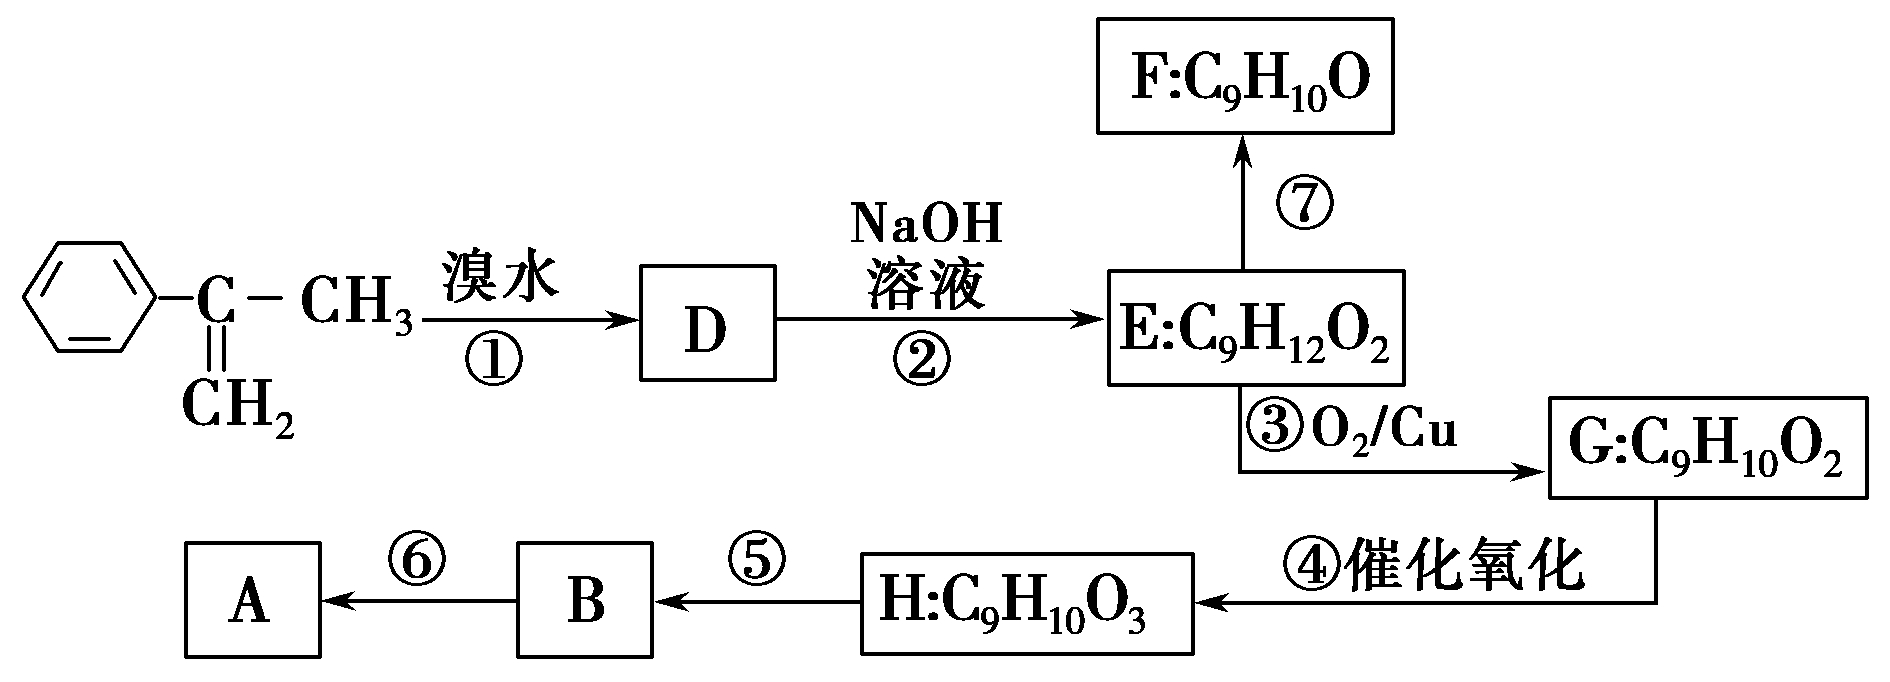 F:C₉H₁₀O
⑦
NaOH
溶液
②
溴水
①
C－CH₃
CH₂
D
E:C₉H₁₂O₂
③O₂/Cu
G:C₉H₁₀O₂
④催化氧化
H:C₉H₁₀O₃
⑤
B
⑥
A